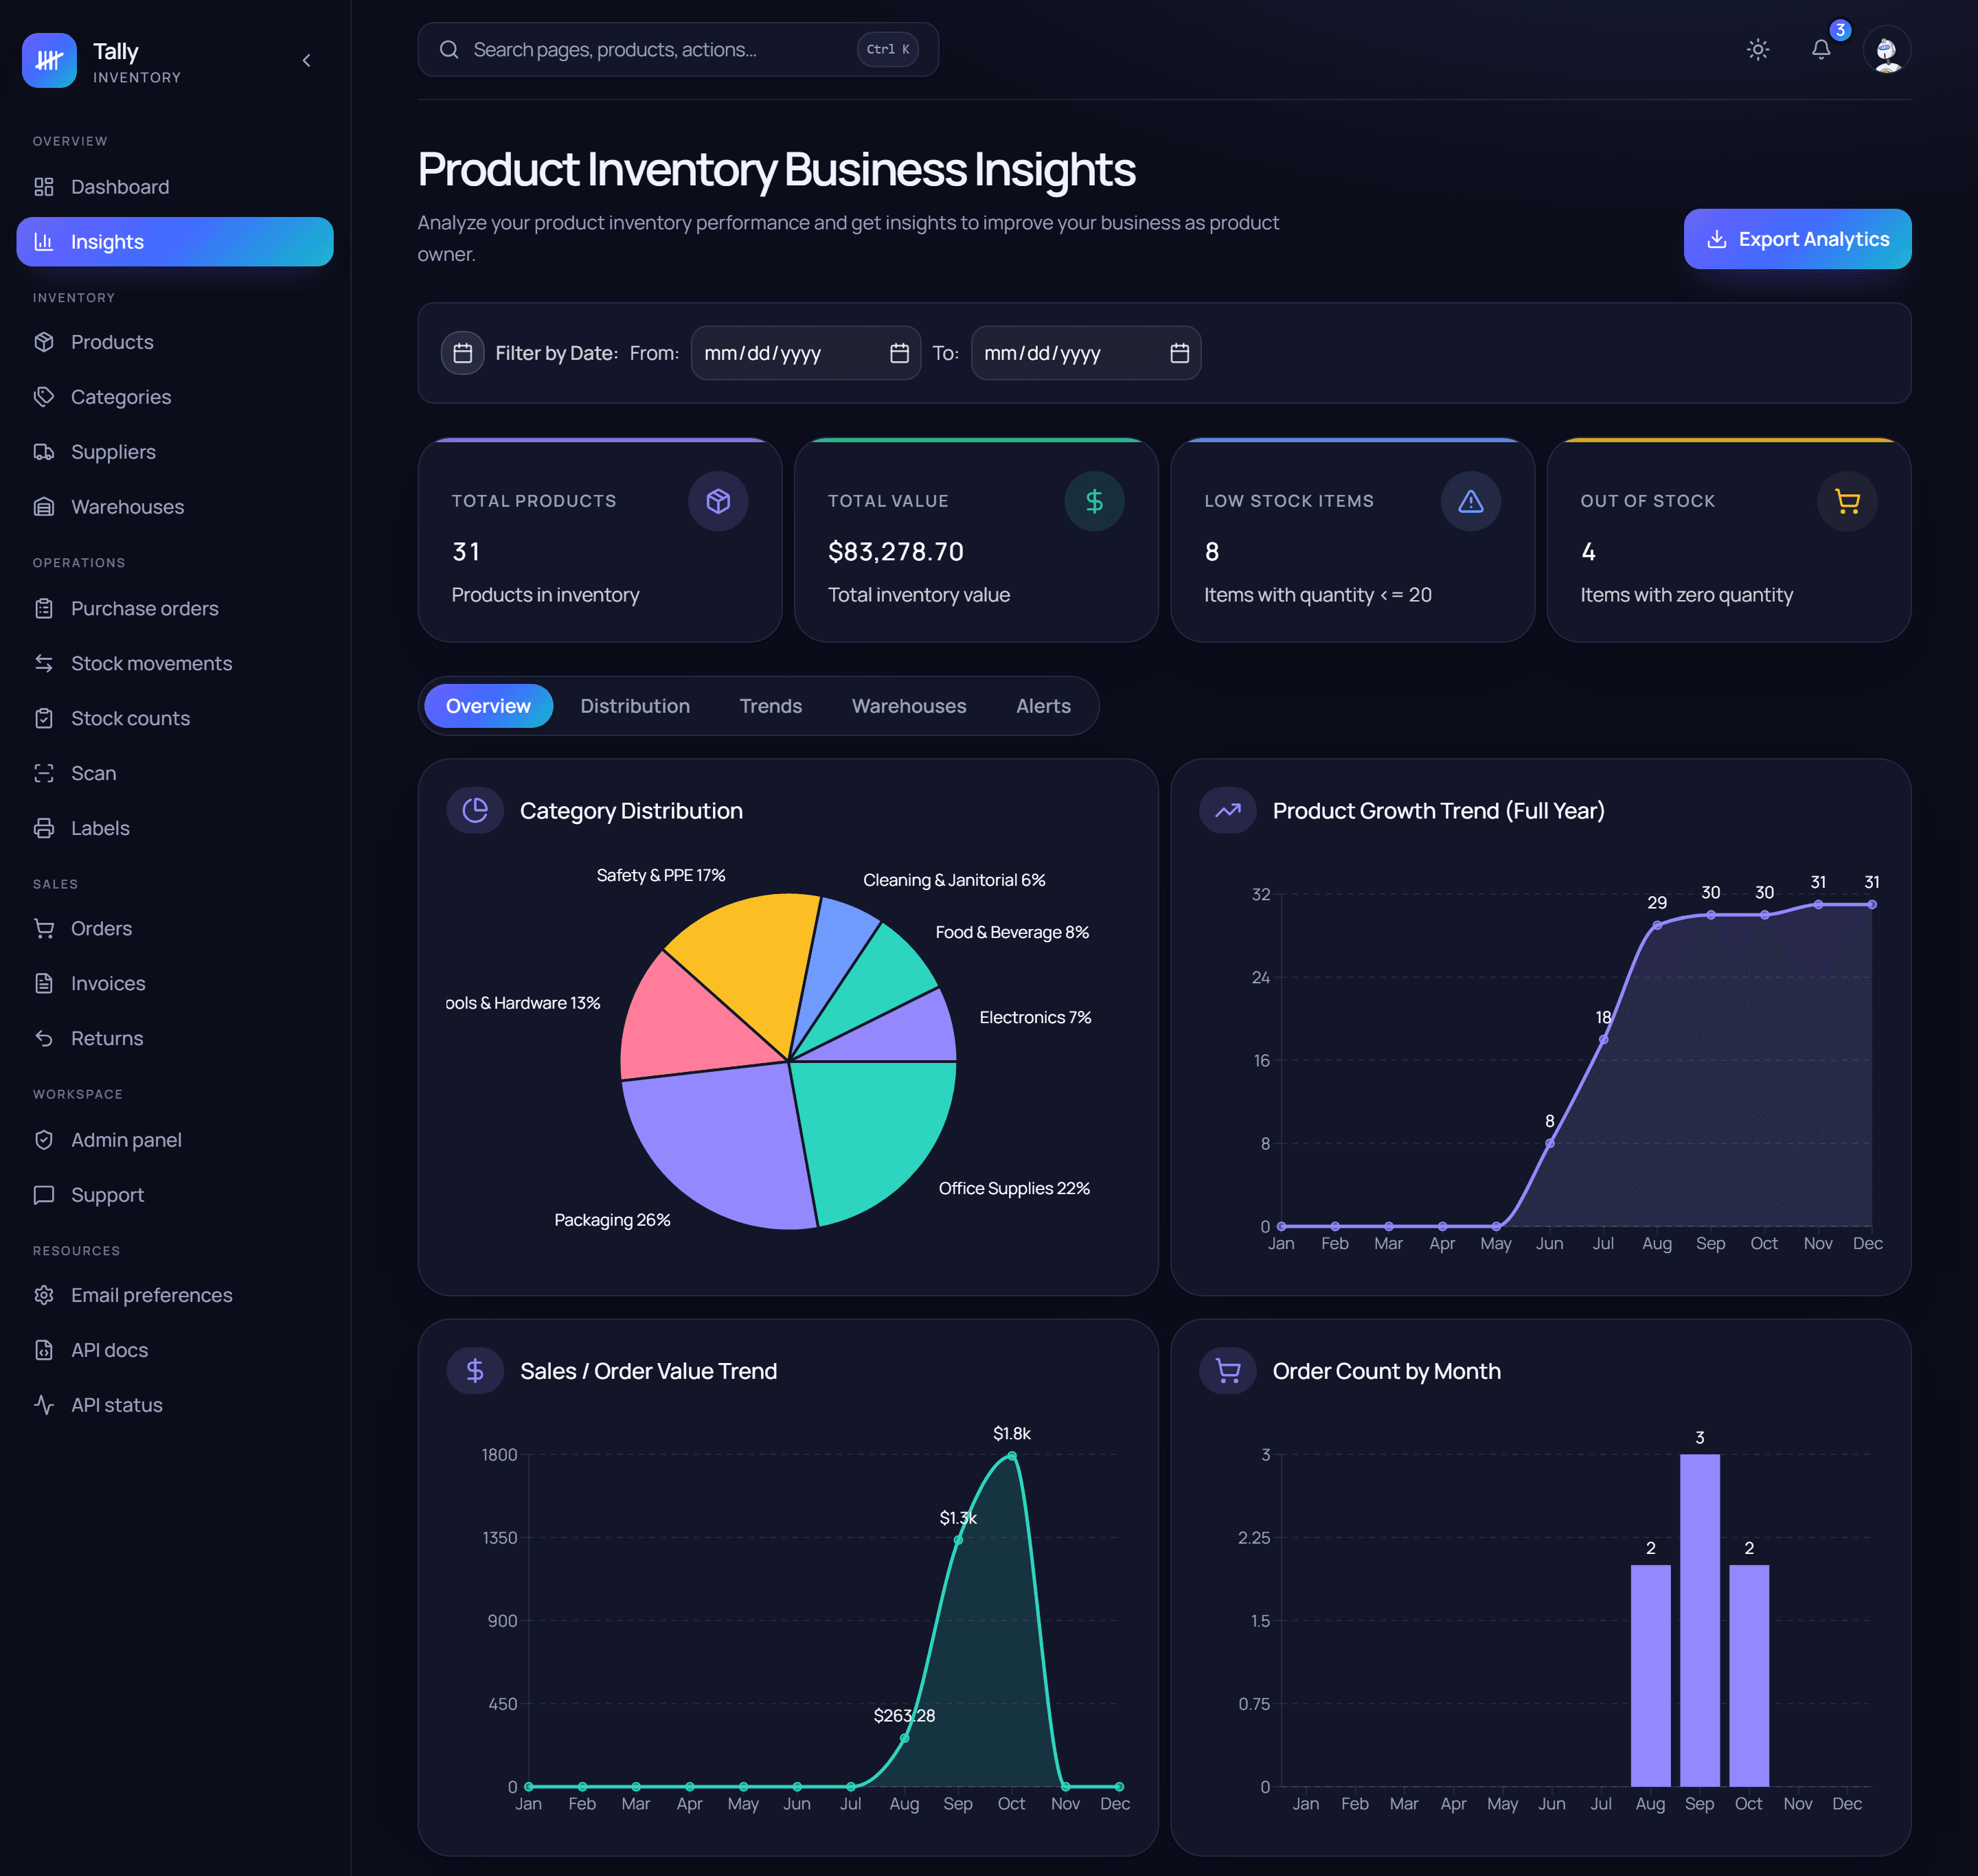 Tally
INVENTORY
Search pages, products, actions...
Ctrl K
3
OVERVIEW
Dashboard
Insights
INVENTORY
Products
Categories
Suppliers
Warehouses
OPERATIONS
Purchase orders
Stock movements
Stock counts
Scan
Labels
SALES
Orders
Invoices
Returns
WORKSPACE
Admin panel
Support
RESOURCES
Email preferences
API docs
API status
Product Inventory Business Insights
Analyze your product inventory performance and get insights to improve your business as product
owner.
Export Analytics
Filter by Date: From: mm/dd/yyyy To: mm/dd/yyyy
TOTAL PRODUCTS
31
Products in inventory
TOTAL VALUE
$83,278.70
Total inventory value
LOW STOCK ITEMS
8
Items with quantity <= 20
OUT OF STOCK
4
Items with zero quantity
Overview Distribution Trends Warehouses Alerts
Category Distribution
Safety & PPE 17%
Cleaning & Janitorial 6%
Food & Beverage 8%
ools & Hardware 13%
Electronics 7%
Office Supplies 22%
Packaging 26%
Product Growth Trend (Full Year)
32
24
16
8
0
8
18
29
30
30
31
31
Jan Feb Mar Apr May Jun Jul Aug Sep Oct Nov Dec
Sales / Order Value Trend
1800
1350
900
450
0
$263.28
$1.3k
$1.8k
Jan Feb Mar Apr May Jun Jul Aug Sep Oct Nov Dec
Order Count by Month
3
2.25
1.5
0.75
0
2
3
2
Jan Feb Mar Apr May Jun Jul Aug Sep Oct Nov Dec